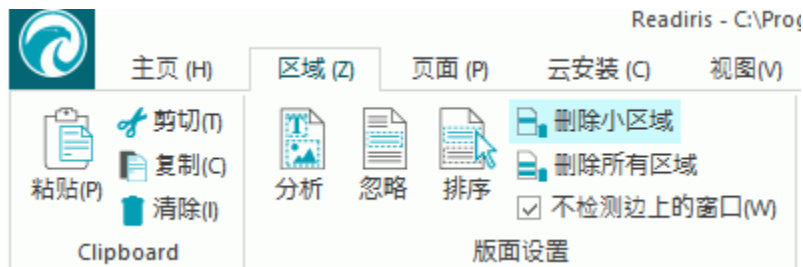 Readiris - C:\Prog
主页 (H) 区域 (Z) 页面 (P) 云安装 (C) 视图(V)
粘贴(P)
剪切(T)
复制(C)
清除(I)
Clipboard
分析 忽略 排序
删除小区域
删除所有区域
不检测边上的窗口(W)
版面设置